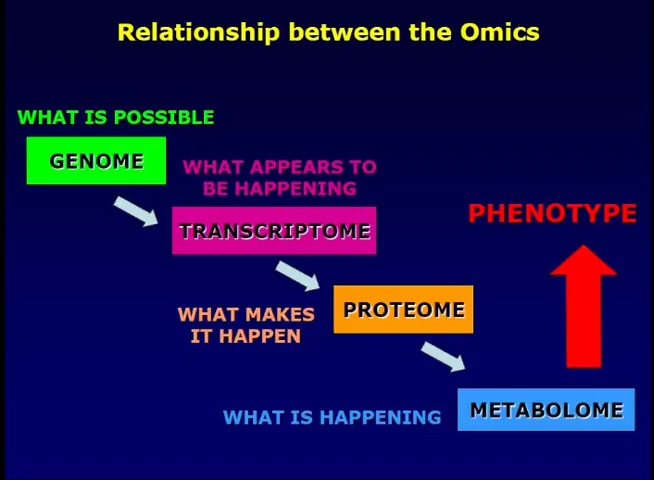 Relationship between the Omics
WHAT IS POSSIBLE
GENOME
WHAT APPEARS TO
BE HAPPENING
TRANSCRIPTOME
PHENOTYPE
WHAT MAKES
IT HAPPEN
PROTEOME
WHAT IS HAPPENING
METABOLOME